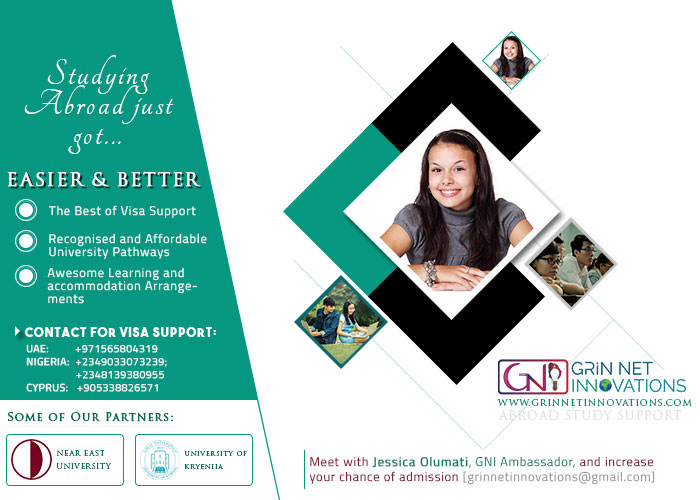 Studying
Abroad just
got...
EASIER & BETTER
The Best of Visa Support
Recognised and Affordable
University Pathways
Awesome Learning and
accommodation Arrange-
ments
CONTACT FOR VISA SUPPORT:
UAE: +971565804319
NIGERIA: +2349033073239;
+2348139380955
CYPRUS: +905338826571
SOME OF OUR PARTNERS:
NEAR EAST
UNIVERSITY
UNIVERSITY OF
KRYENIIA
GNI
GRiN NET
INNOVATIONS
WWW.GRINNETINNOVATIONS.COM
ABROAD STUDY SUPPORT
Meet with Jessica Olumati, GNI Ambassador, and increase
your chance of admission [grinnetinnovations@gmail.com]